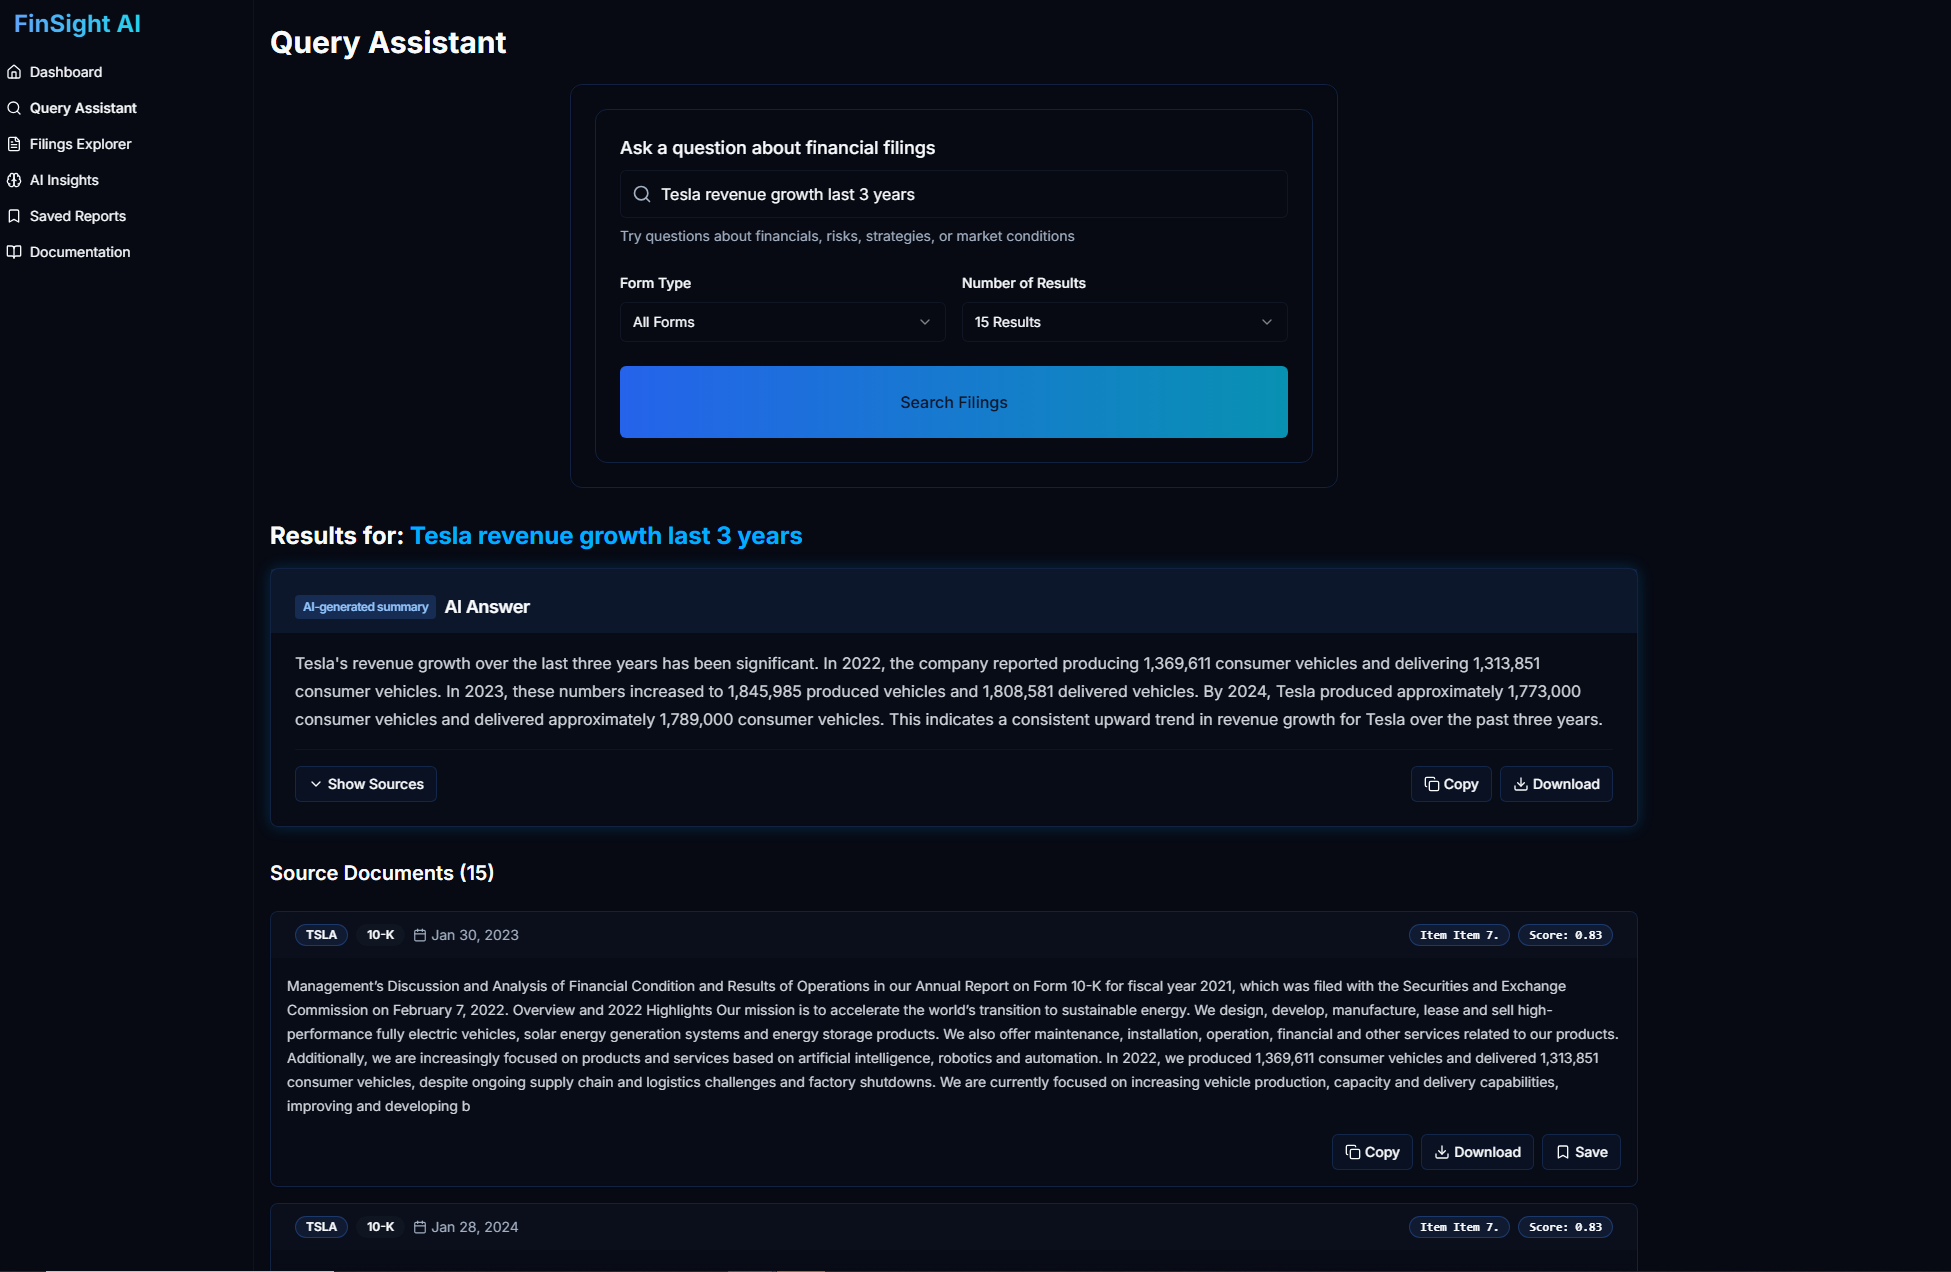 FinSight AI
Dashboard
Query Assistant
Filings Explorer
AI Insights
Saved Reports
Documentation
Query Assistant
Ask a question about financial filings
Tesla revenue growth last 3 years
Try questions about financials, risks, strategies, or market conditions
Form Type
Number of Results
All Forms
15 Results
Search Filings
Results for: Tesla revenue growth last 3 years
AI-generated summary AI Answer
Tesla's revenue growth over the last three years has been significant. In 2022, the company reported producing 1,369,611 consumer vehicles and delivering 1,313,851
consumer vehicles. In 2023, these numbers increased to 1,845,985 produced vehicles and 1,808,581 delivered vehicles. By 2024, Tesla produced approximately 1,773,000
consumer vehicles and delivered approximately 1,789,000 consumer vehicles. This indicates a consistent upward trend in revenue growth for Tesla over the past three years.
Show Sources
Copy
Download
Source Documents (15)
TSLA 10-K Jan 30, 2023
Item Item 7. Score: 0.83
Management’s Discussion and Analysis of Financial Condition and Results of Operations in our Annual Report on Form 10-K for fiscal year 2021, which was filed with the Securities and Exchange
Commission on February 7, 2022. Overview and 2022 Highlights Our mission is to accelerate the world’s transition to sustainable energy. We design, develop, manufacture, lease and sell high-
performance fully electric vehicles, solar energy generation systems and energy storage products. We also offer maintenance, installation, operation, financial and other services related to our products.
Additionally, we are increasingly focused on products and services based on artificial intelligence, robotics and automation. In 2022, we produced 1,369,611 consumer vehicles and delivered 1,313,851
consumer vehicles, despite ongoing supply chain and logistics challenges and factory shutdowns. We are currently focused on increasing vehicle production, capacity and delivery capabilities,
improving and developing b
Copy
Download
Save
TSLA 10-K Jan 28, 2024
Item Item 7. Score: 0.83